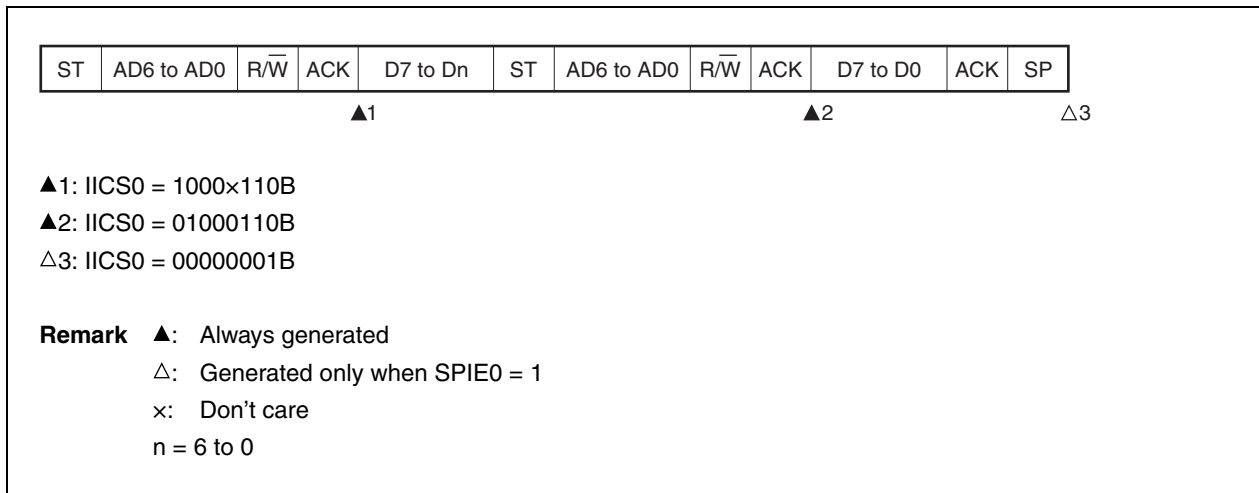 ST AD6 to AD0 R/W̅ ACK D7 to Dn ST AD6 to AD0 R/W̅ ACK D7 to D0 ACK SP
▲1 ▲2 △3
▲1: IICS0 = 1000×110B
▲2: IICS0 = 01000110B
△3: IICS0 = 00000001B
Remark ▲: Always generated
△: Generated only when SPIE0 = 1
×: Don't care
n = 6 to 0